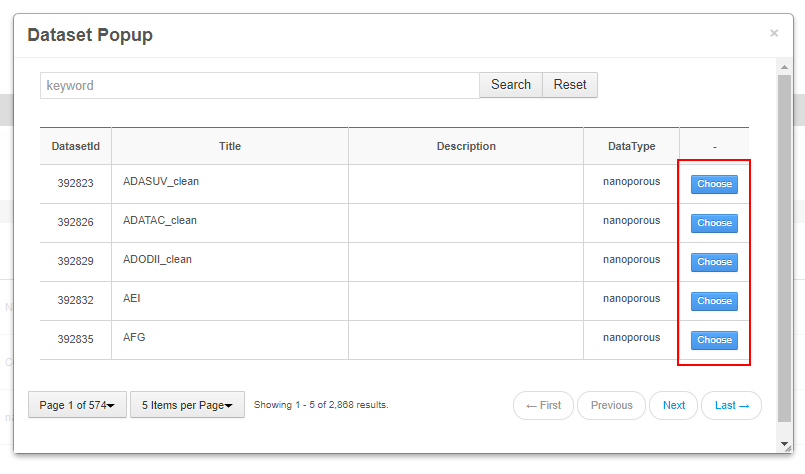 Dataset Popup ×
keyword Search Reset
DatasetId Title Description DataType -
392823 ADASUV_clean nanoporous Choose
392826 ADATAC_clean nanoporous Choose
392829 ADODII_clean nanoporous Choose
392832 AEI nanoporous Choose
392835 AFG nanoporous Choose
Page 1 of 574 5 Items per Page Showing 1 - 5 of 2,868 results. ← First Previous Next Last →